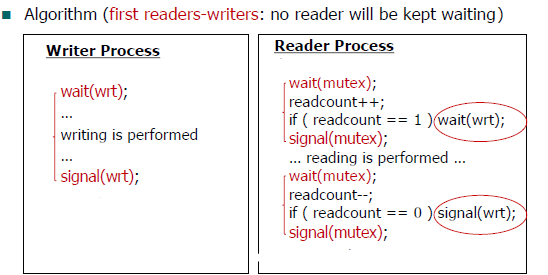 Algorithm (first readers-writers: no reader will be kept waiting)
Writer Process
wait(wrt);
...
writing is performed
...
signal(wrt);
Reader Process
wait(mutex);
readcount++;
if ( readcount == 1 ) wait(wrt);
signal(mutex);
... reading is performed ...
wait(mutex);
readcount--;
if ( readcount == 0 ) signal(wrt);
signal(mutex);